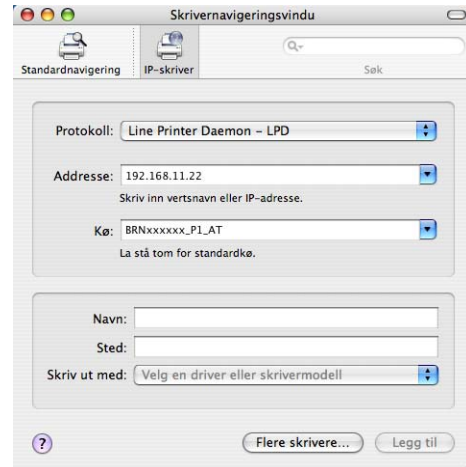 Skrivernavigeringsvindu
Standardnavigering IP-skriver Søk
Protokoll: Line Printer Daemon – LPD
Addresse: 192.168.11.22
Skriv inn vertsnavn eller IP-adresse.
Kø: BRNxxxxxx_P1_AT
La stå tom for standardkø.
Navn:
Sted:
Skriv ut med: Velg en driver eller skrivermodell
? Flere skrivere... Legg til